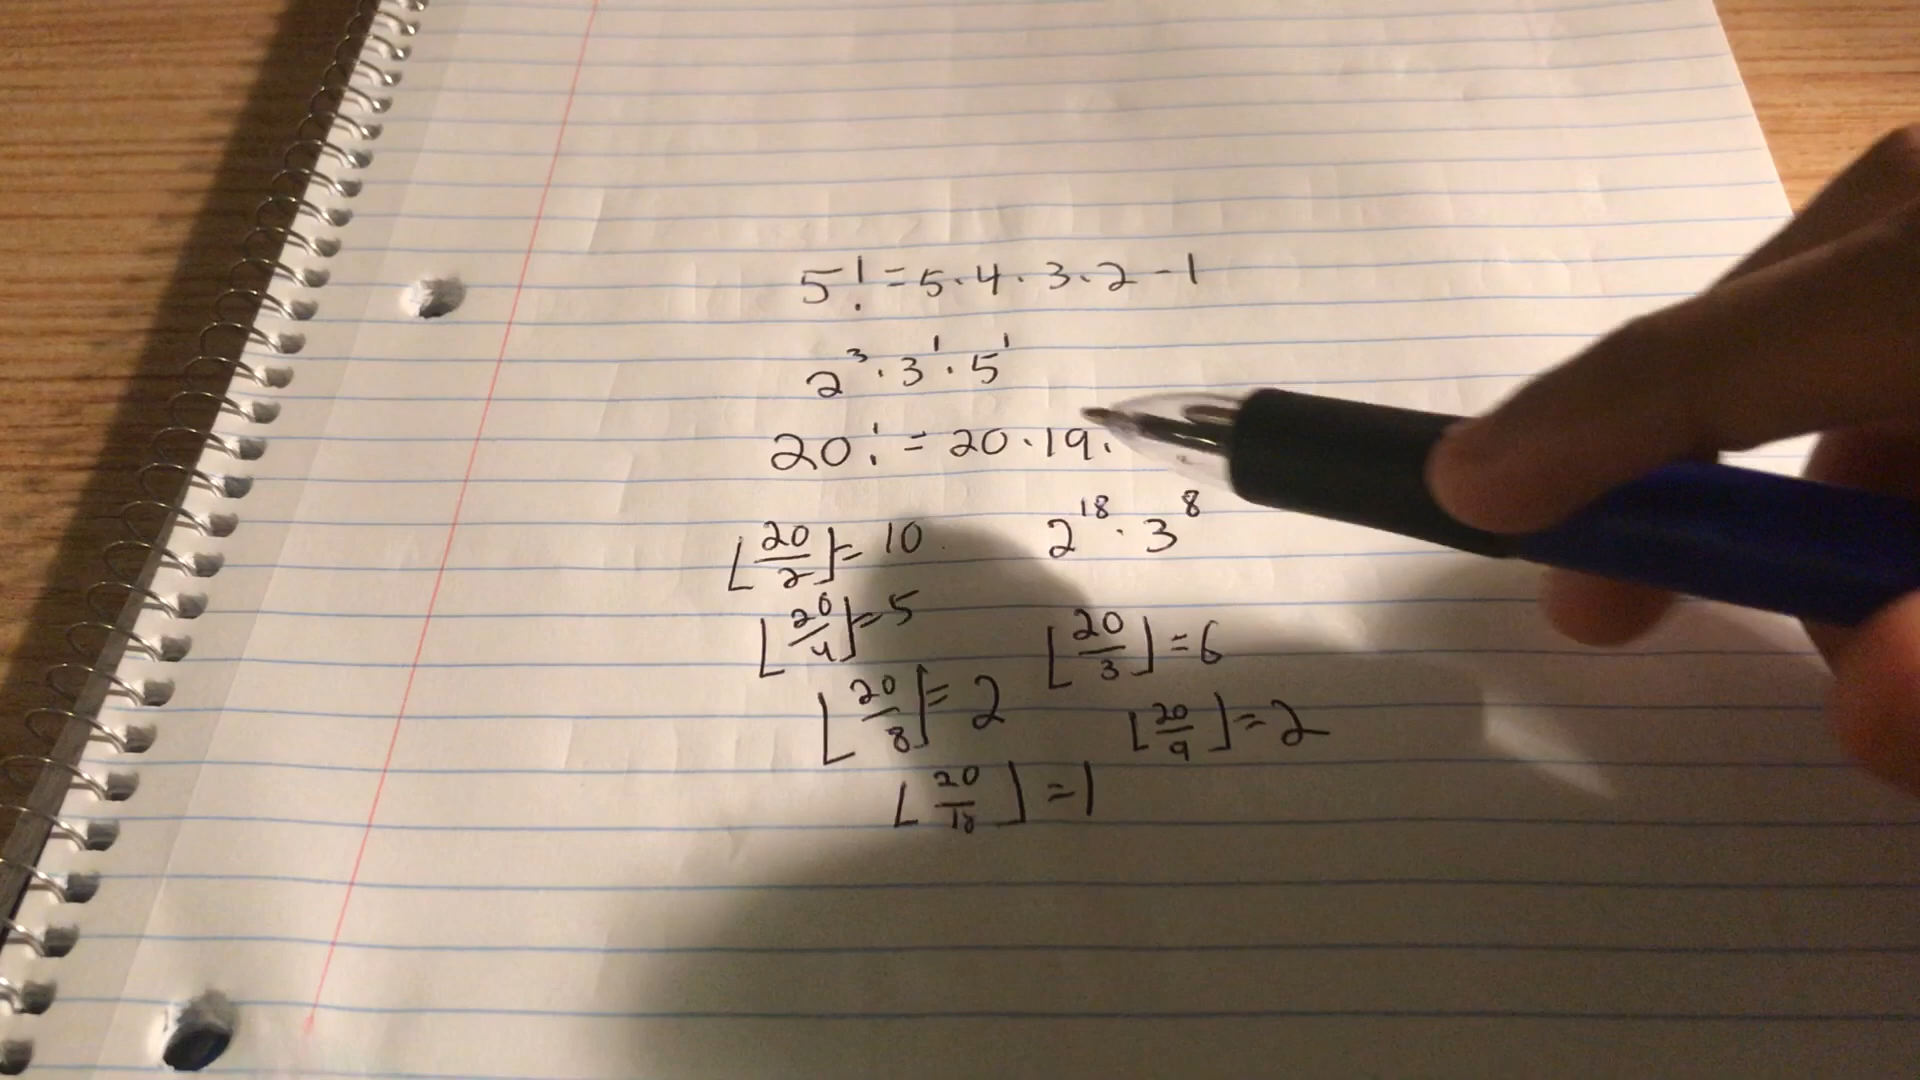 5! = 5 · 4 · 3 · 2 - 1
2³ · 3¹ · 5¹
20! = 20 · 19 ·
⌊20/2⌋ = 10
2¹⁸ · 3⁸
⌊20/4⌋ = 5
⌊20/3⌋ = 6
⌊20/8⌋ = 2
⌊20/9⌋ = 2
⌊20/18⌋ = 1